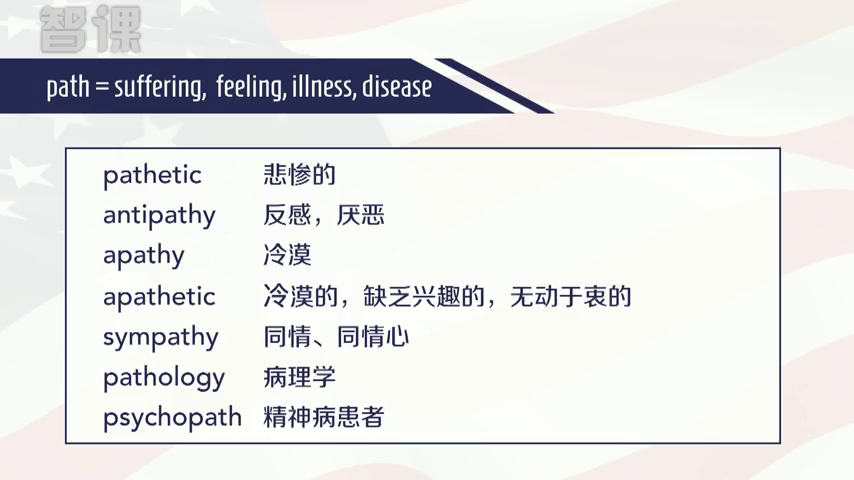 智课
path = suffering, feeling, illness, disease
pathetic 悲惨的
antipathy 反感，厌恶
apathy 冷漠
apathetic 冷漠的，缺乏兴趣的，无动于衷的
sympathy 同情、同情心
pathology 病理学
psychopath 精神病患者